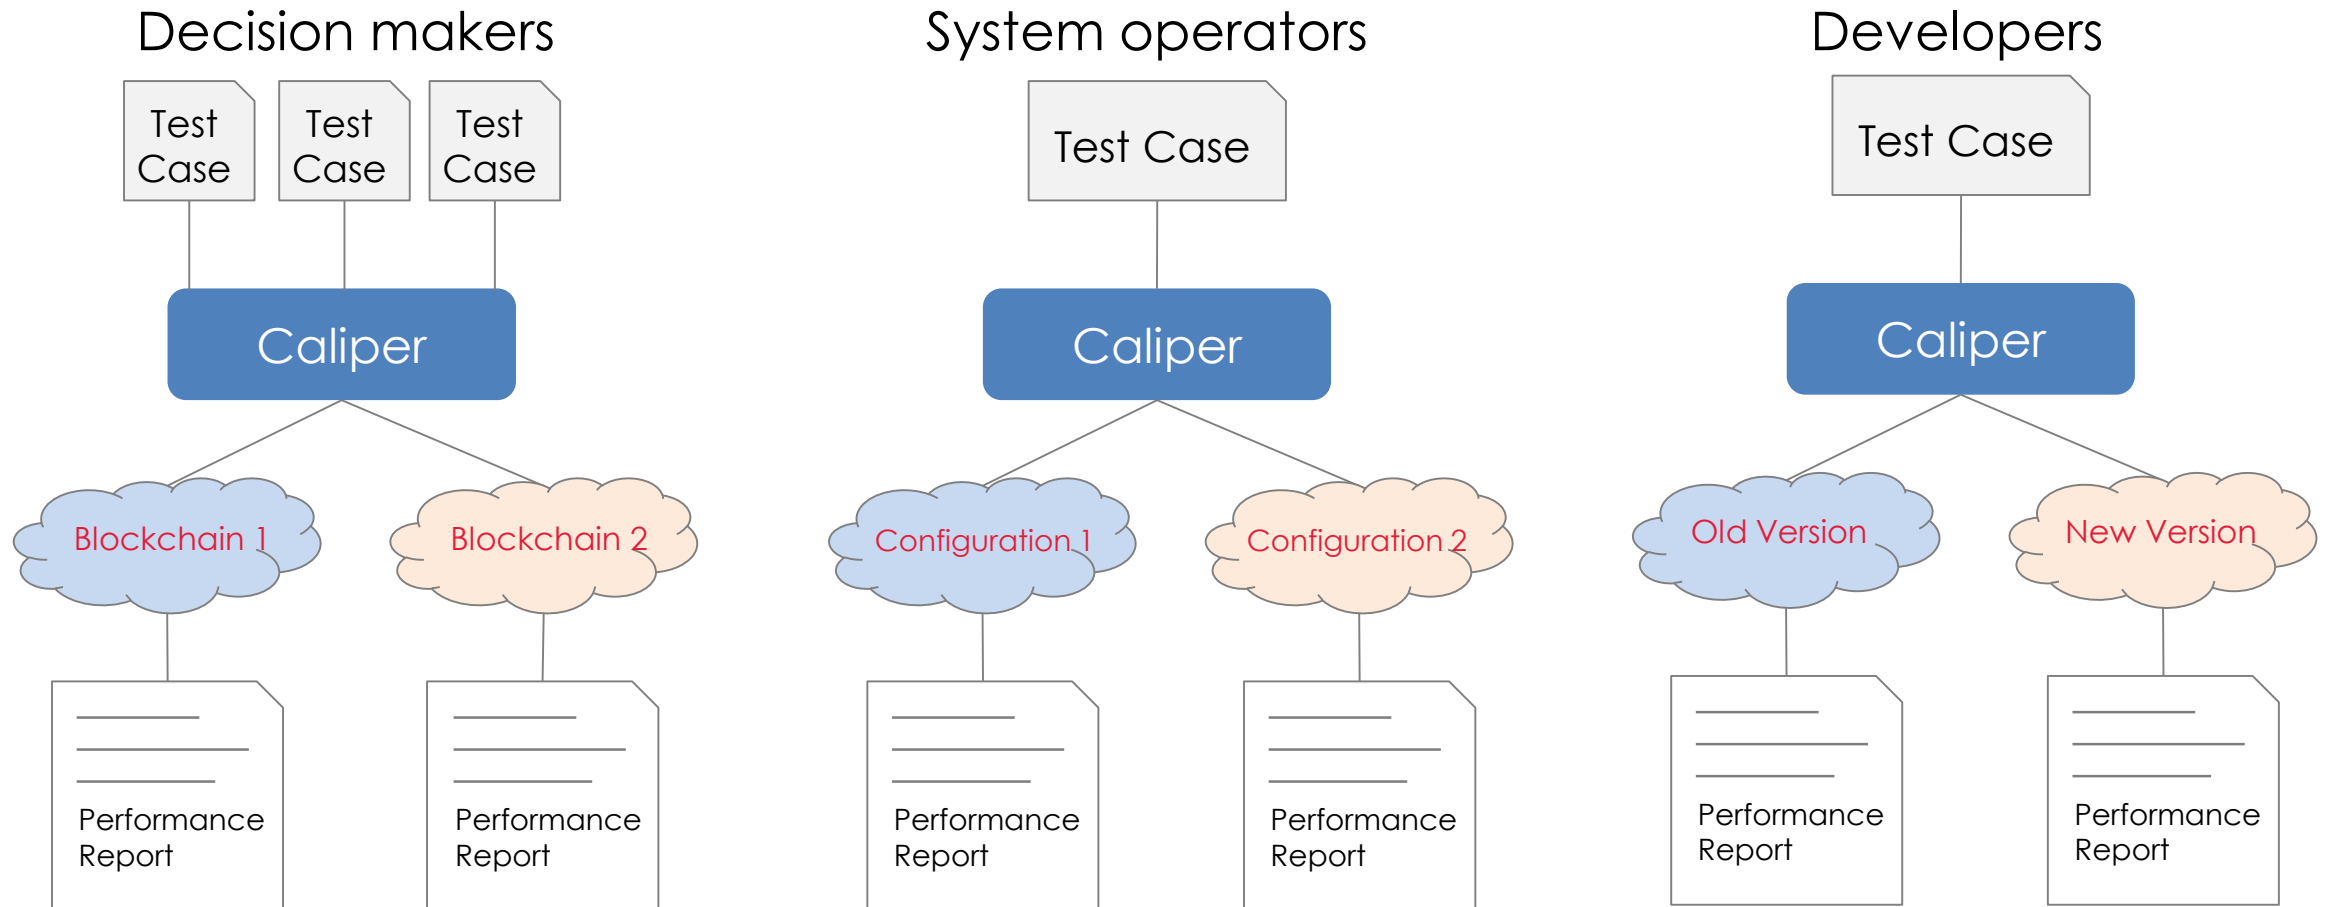 Decision makers
Test
Case
Test
Case
Test
Case
Caliper
Blockchain 1
Blockchain 2
Performance
Report
Performance
Report
System operators
Test Case
Caliper
Configuration 1
Configuration 2
Performance
Report
Performance
Report
Developers
Test Case
Caliper
Old Version
New Version
Performance
Report
Performance
Report